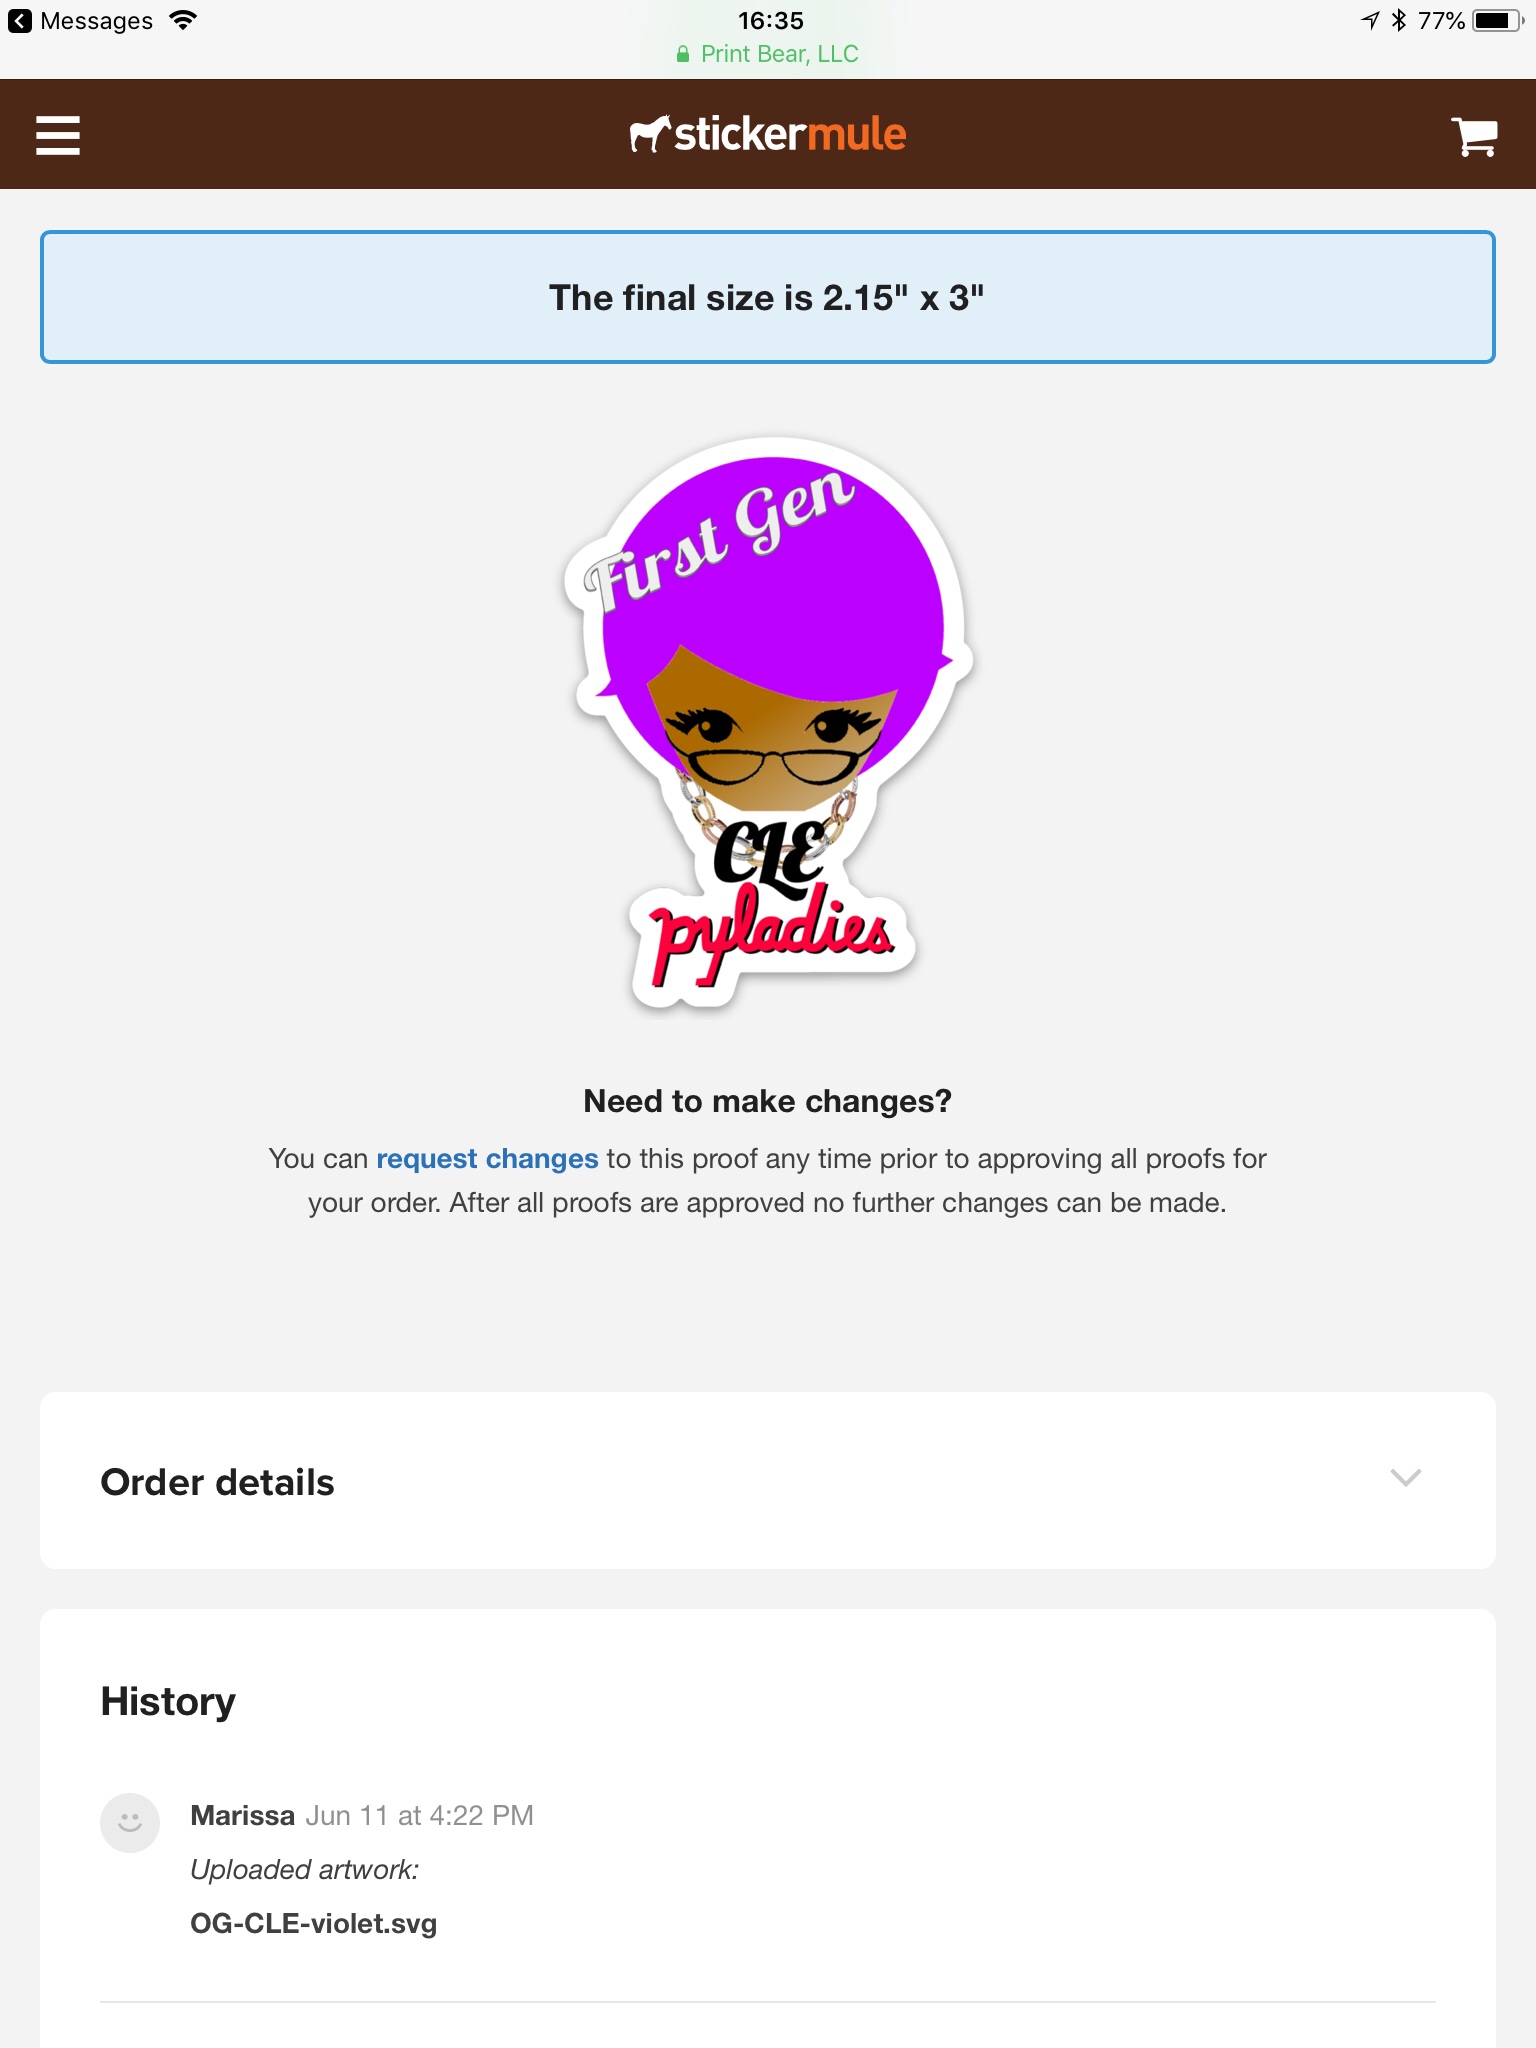 Messages 16:35 77%
Print Bear, LLC
stickermule
The final size is 2.15" x 3"
First Gen
CLE
pyladies
Need to make changes?
You can request changes to this proof any time prior to approving all proofs for
your order. After all proofs are approved no further changes can be made.
Order details
History
Marissa Jun 11 at 4:22 PM
Uploaded artwork:
OG-CLE-violet.svg